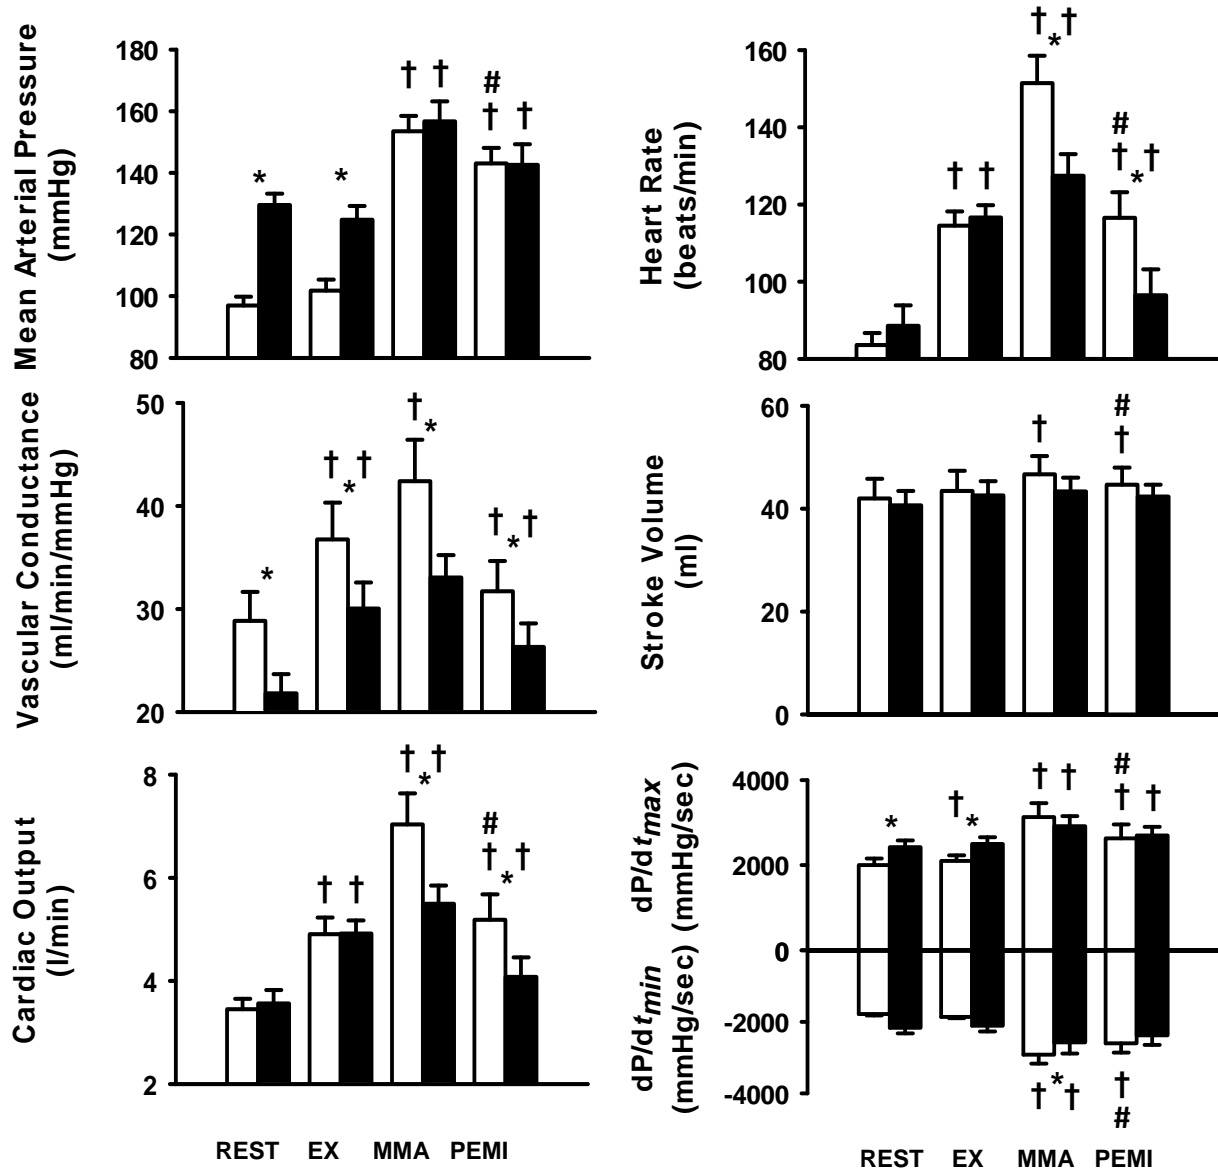 Mean Arterial Pressure
(mmHg)
180
160
140
120
100
80
*
*
† †
#
† †
Heart Rate
(beats/min)
160
140
120
100
80
† †
† * †
#
† * †
Vascular Conductance
(ml/min/mmHg)
50
40
30
20
*
† * †
† *
† * †
Stroke Volume
(ml)
60
40
20
0
†
#
†
Cardiac Output
(l/min)
8
6
4
2
† †
† * †
#
† * †
REST EX MMA PEMI
dP/dtmax
(mmHg/sec)
dP/dtmin
(mmHg/sec)
4000
2000
0
-2000
-4000
*
† *
† †
#
† †
† * †
†
#
REST EX MMA PEMI